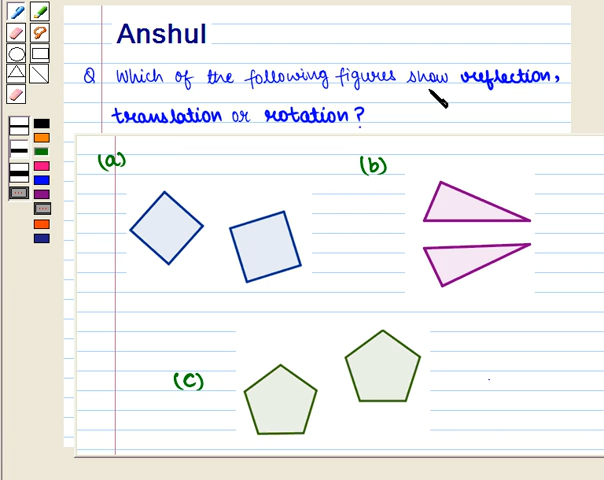 Anshul
Q Which of the following figures show reflection,
translation or rotation?
(a)
(b)
(c)